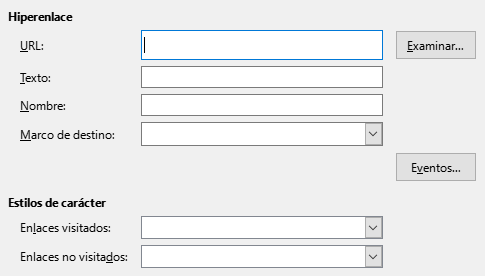 Hiperenlace
URL:
Examinar...
Texto:
Nombre:
Marco de destino:
Eventos...
Estilos de carácter
Enlaces visitados:
Enlaces no visitados: